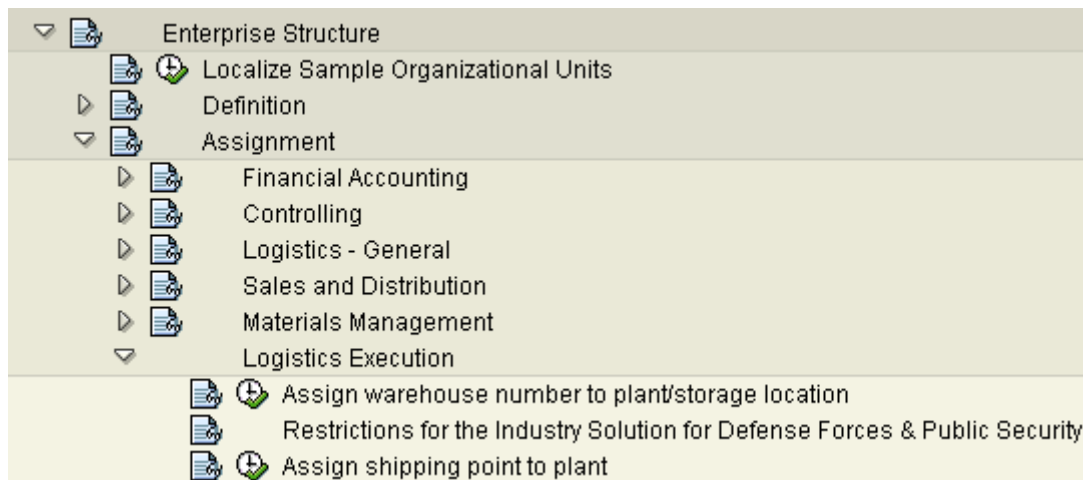 Enterprise Structure
Localize Sample Organizational Units
Definition
Assignment
Financial Accounting
Controlling
Logistics - General
Sales and Distribution
Materials Management
Logistics Execution
Assign warehouse number to plant/storage location
Restrictions for the Industry Solution for Defense Forces & Public Security
Assign shipping point to plant